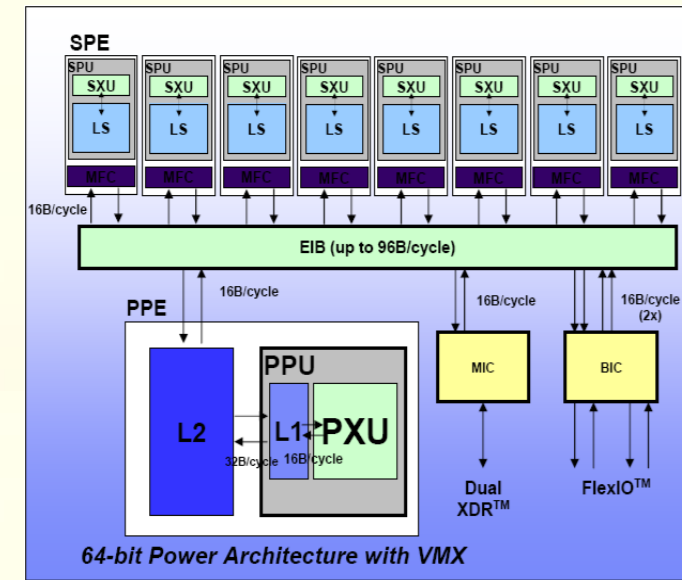 SPE
SPU SPU SPU SPU SPU SPU SPU SPU
SXU SXU SXU SXU SXU SXU SXU SXU
LS LS LS LS LS LS LS LS
MFC MFC MFC MFC MFC MFC MFC MFC
16B/cycle
EIB (up to 96B/cycle)
16B/cycle 16B/cycle 16B/cycle
(2x)
PPE
PPU
MIC BIC
L2 L1 PXU
32B/cycle 16B/cycle
Dual
XDR™
FlexIO™
64-bit Power Architecture with VMX